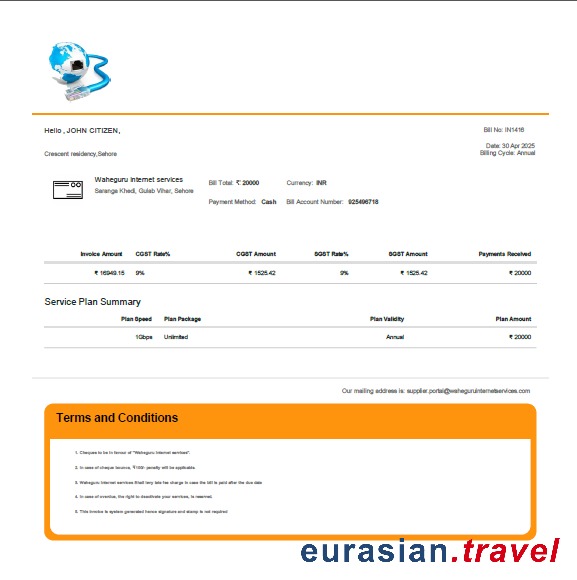 Hello , JOHN CITIZEN,
Bill No: IN1416
Date: 30 Apr 2025
Crescent residency,Sehore
Billing Cycle: Annual
Waheguru internet services
Saranga Khedi, Gulab Vihar, Sehore
Bill Total: ₹ 20000 Currency: INR
Payment Method: Cash Bill Account Number: 925496718
Invoice Amount CGST Rate% CGST Amount SGST Rate% SGST Amount Payments Received
₹ 16949.15 9% ₹ 1525.42 9% ₹ 1525.42 ₹ 20000
Service Plan Summary
Plan Speed Plan Package Plan Validity Plan Amount
1Gbps Unlimited Annual ₹ 20000
Our mailing address is: supplier.portal@waheguruinternetservices.com
Terms and Conditions
1. Cheques to be in favour of "Waheguru internet services".
2. In case of cheque bounce, ₹100/- penalty will be applicable.
3. Waheguru internet services Shall levy late fee charge in case the bill is paid after the due date
4. In case of overdue, the right to deactivate your services, is reserved.
5. This invoice is system generated hence signature and stamp is not required
eurasian.travel